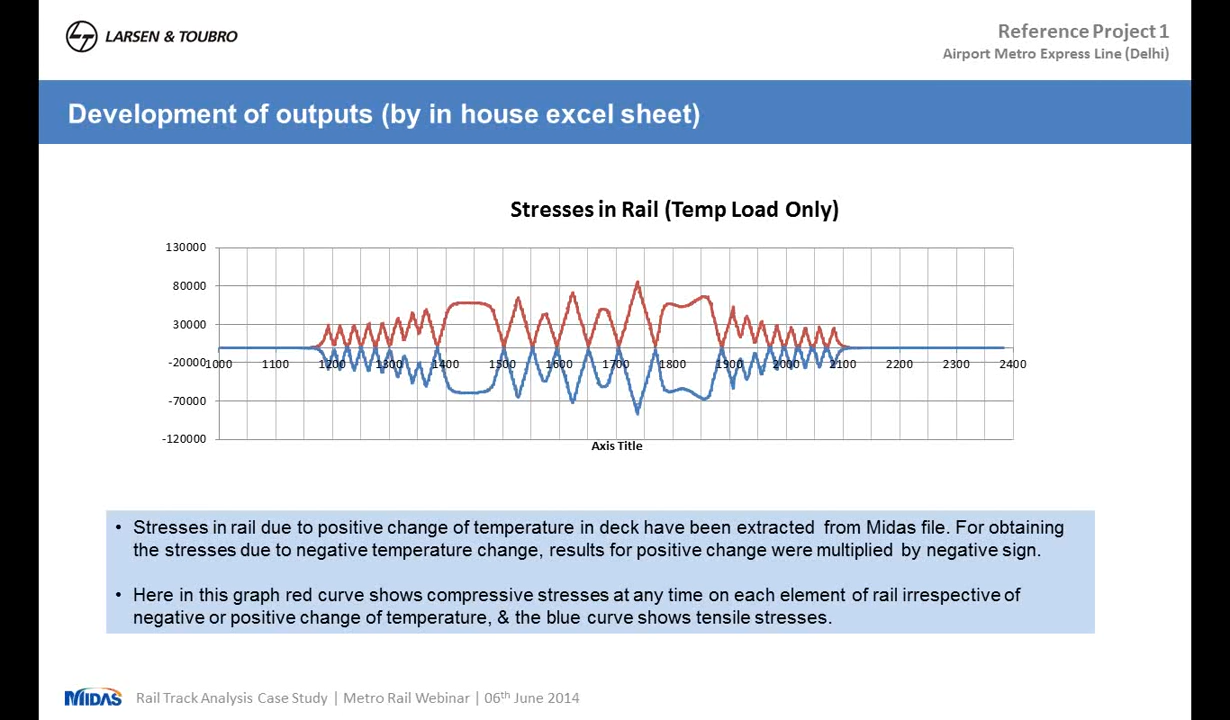 LARSEN & TOUBRO
Reference Project 1
Airport Metro Express Line (Delhi)
Development of outputs (by in house excel sheet)
Stresses in Rail (Temp Load Only)
130000
80000
30000
-20000
-70000
-120000
1000 1100 1200 1300 1400 1500 1600 1700 1800 1900 2000 2100 2200 2300 2400
Axis Title
• Stresses in rail due to positive change of temperature in deck have been extracted from Midas file. For obtaining
the stresses due to negative temperature change, results for positive change were multiplied by negative sign.
• Here in this graph red curve shows compressive stresses at any time on each element of rail irrespective of
negative or positive change of temperature, & the blue curve shows tensile stresses.
MIDAS Rail Track Analysis Case Study | Metro Rail Webinar | 06th June 2014